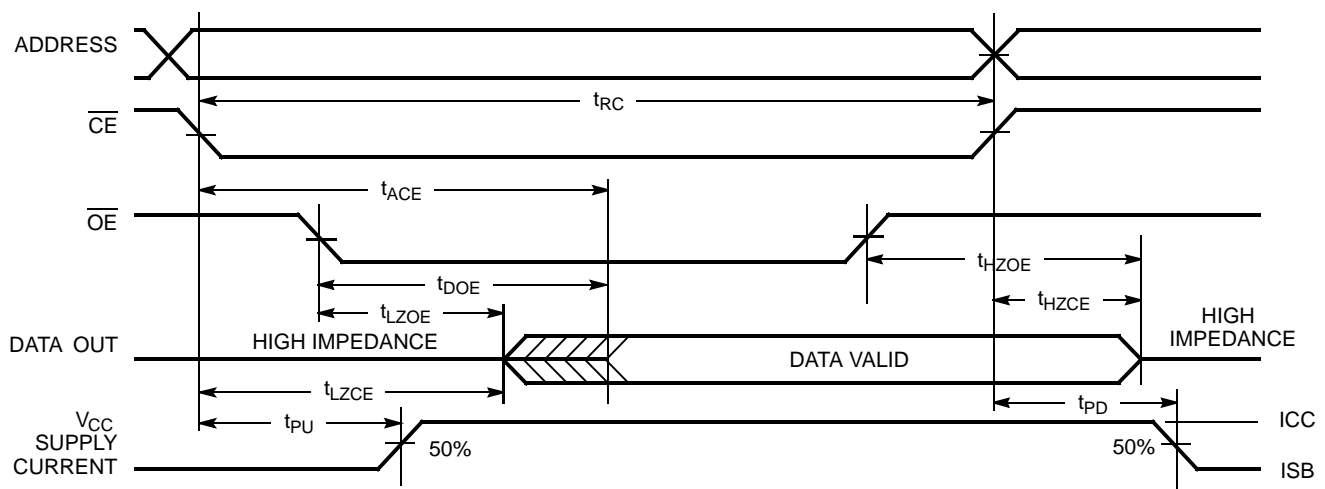 ADDRESS
tRC
CE
tACE
OE
tHZOE
tDOE
tHZCE
tLZOE
HIGH
IMPEDANCE
DATA OUT
HIGH IMPEDANCE
DATA VALID
tLZCE
tPD
VCC
SUPPLY
CURRENT
tPU
50%
50%
ICC
ISB